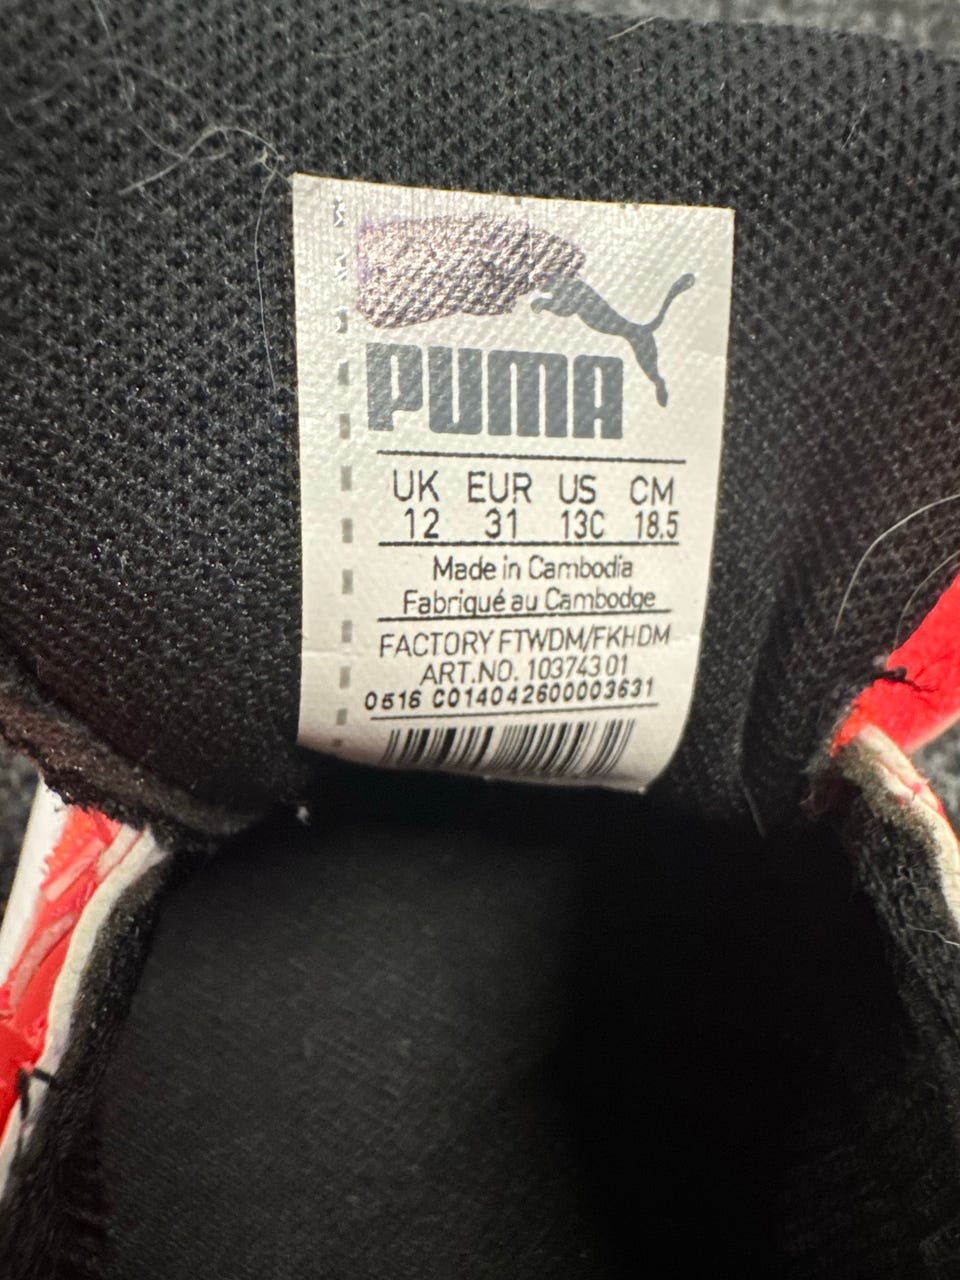 PUMA
UK EUR US CM
12 31 13C 18.5
Made in Cambodia
Fabriqué au Cambodge
FACTORY FTWDM/FKHDM
ART.NO. 10374301
0516 C014042600003631